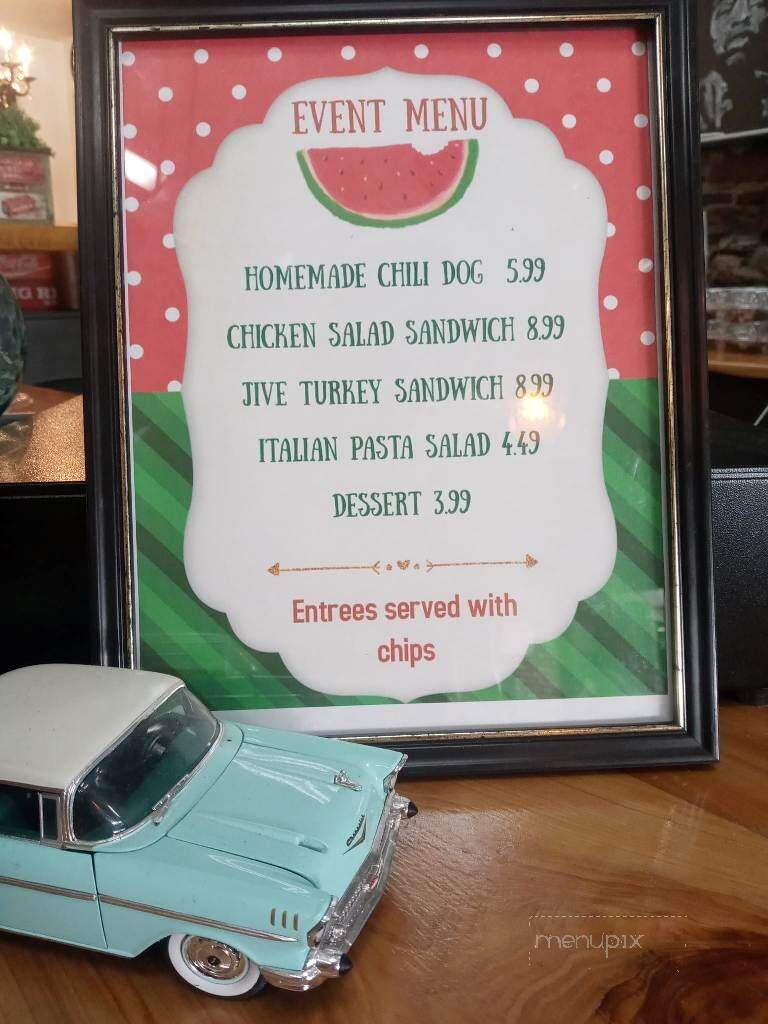 EVENT MENU
HOMEMADE CHILI DOG 5.99
CHICKEN SALAD SANDWICH 8.99
JIVE TURKEY SANDWICH 8.99
ITALIAN PASTA SALAD 4.49
DESSERT 3.99
Entrees served with
chips
menupix